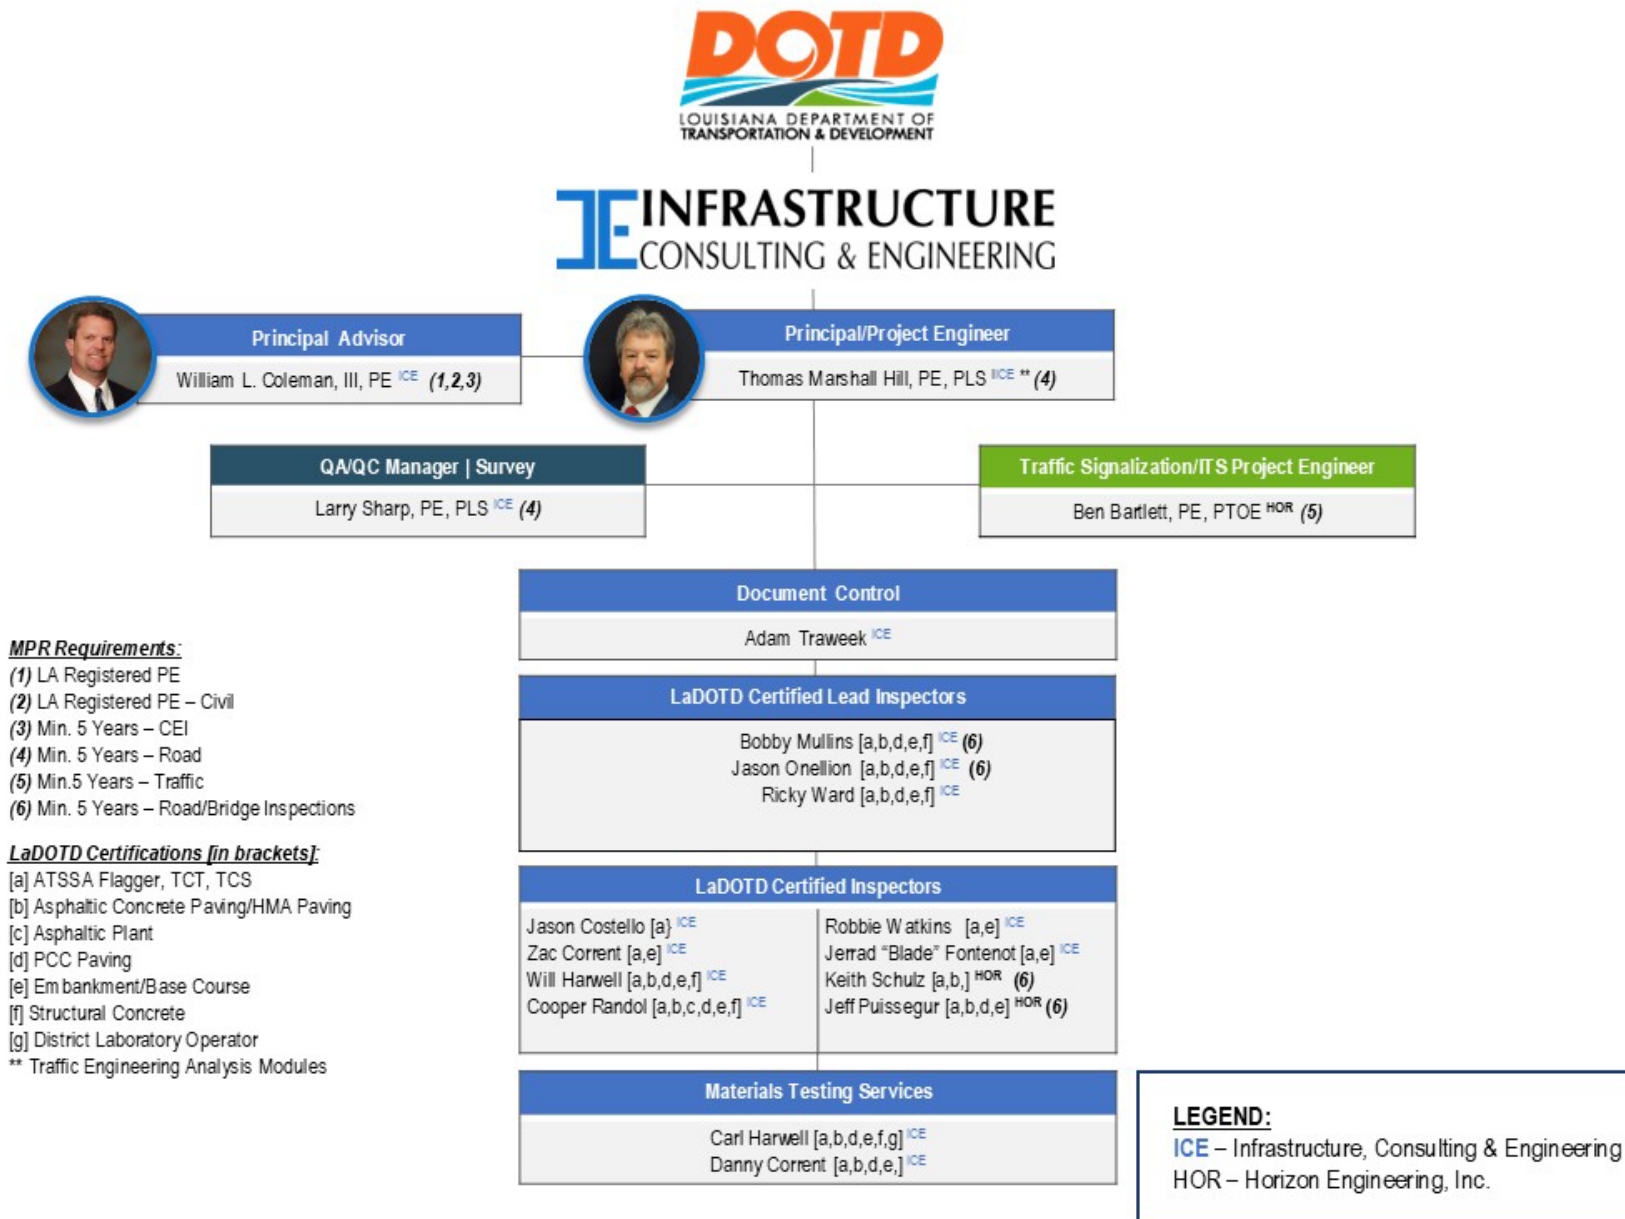 DOTD
LOUISIANA DEPARTMENT OF
TRANSPORTATION & DEVELOPMENT
INFRASTRUCTURE
CONSULTING & ENGINEERING
Principal Advisor
William L. Coleman, III, PE ICE (1,2,3)
Principal/Project Engineer
Thomas Marshall Hill, PE, PLS IICE ** (4)
QA/QC Manager | Survey
Larry Sharp, PE, PLS ICE (4)
Traffic Signalization/ITS Project Engineer
Ben Bartlett, PE, PTOE HOR (5)
Document Control
Adam Traweek ICE
LaDOTD Certified Lead Inspectors
Bobby Mullins [a,b,d,e,f] ICE (6)
Jason Onellion [a,b,d,e,f] ICE (6)
Ricky Ward [a,b,d,e,f] ICE
LaDOTD Certified Inspectors
Jason Costello [a} ICE
Zac Corrent [a,e] ICE
Will Harwell [a,b,d,e,f] ICE
Cooper Randol [a,b,c,d,e,f] ICE
Robbie Watkins [a,e] ICE
Jerrad “Blade” Fontenot [a,e] ICE
Keith Schulz [a,b,] HOR (6)
Jeff Puissegur [a,b,d,e] HOR (6)
Materials Testing Services
Carl Harwell [a,b,d,e,f,g] ICE
Danny Corrent [a,b,d,e,] ICE
MPR Requirements:
(1) LA Registered PE
(2) LA Registered PE – Civil
(3) Min. 5 Years – CEI
(4) Min. 5 Years – Road
(5) Min.5 Years – Traffic
(6) Min. 5 Years – Road/Bridge Inspections
LaDOTD Certifications [in brackets]:
[a] ATSSA Flagger, TCT, TCS
[b] Asphaltic Concrete Paving/HMA Paving
[c] Asphaltic Plant
[d] PCC Paving
[e] Embankment/Base Course
[f] Structural Concrete
[g] District Laboratory Operator
** Traffic Engineering Analysis Modules
LEGEND:
ICE – Infrastructure, Consulting & Engineering
HOR – Horizon Engineering, Inc.